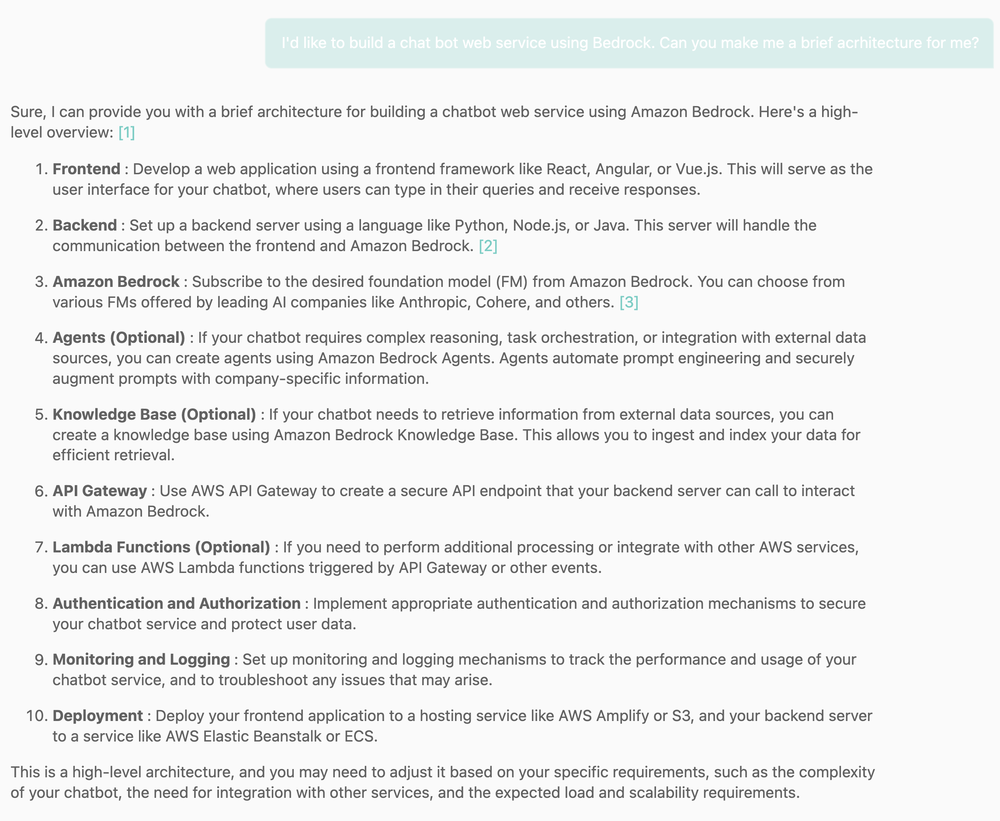 I'd like to build a chat bot web service using Bedrock. Can you make me a brief acrhitecture for me?
Sure, I can provide you with a brief architecture for building a chatbot web service using Amazon Bedrock. Here's a high-
level overview: [1]
1. Frontend : Develop a web application using a frontend framework like React, Angular, or Vue.js. This will serve as the
user interface for your chatbot, where users can type in their queries and receive responses.
2. Backend : Set up a backend server using a language like Python, Node.js, or Java. This server will handle the
communication between the frontend and Amazon Bedrock. [2]
3. Amazon Bedrock : Subscribe to the desired foundation model (FM) from Amazon Bedrock. You can choose from
various FMs offered by leading AI companies like Anthropic, Cohere, and others. [3]
4. Agents (Optional) : If your chatbot requires complex reasoning, task orchestration, or integration with external data
sources, you can create agents using Amazon Bedrock Agents. Agents automate prompt engineering and securely
augment prompts with company-specific information.
5. Knowledge Base (Optional) : If your chatbot needs to retrieve information from external data sources, you can
create a knowledge base using Amazon Bedrock Knowledge Base. This allows you to ingest and index your data for
efficient retrieval.
6. API Gateway : Use AWS API Gateway to create a secure API endpoint that your backend server can call to interact
with Amazon Bedrock.
7. Lambda Functions (Optional) : If you need to perform additional processing or integrate with other AWS services,
you can use AWS Lambda functions triggered by API Gateway or other events.
8. Authentication and Authorization : Implement appropriate authentication and authorization mechanisms to secure
your chatbot service and protect user data.
9. Monitoring and Logging : Set up monitoring and logging mechanisms to track the performance and usage of your
chatbot service, and to troubleshoot any issues that may arise.
10. Deployment : Deploy your frontend application to a hosting service like AWS Amplify or S3, and your backend server
to a service like AWS Elastic Beanstalk or ECS.
This is a high-level architecture, and you may need to adjust it based on your specific requirements, such as the complexity
of your chatbot, the need for integration with other services, and the expected load and scalability requirements.